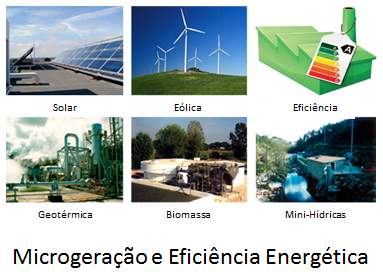 Solar
Eólica
A
Eficiência
Geotérmica
Biomassa
Mini-Hídricas
Microgeração e Eficiência Energética